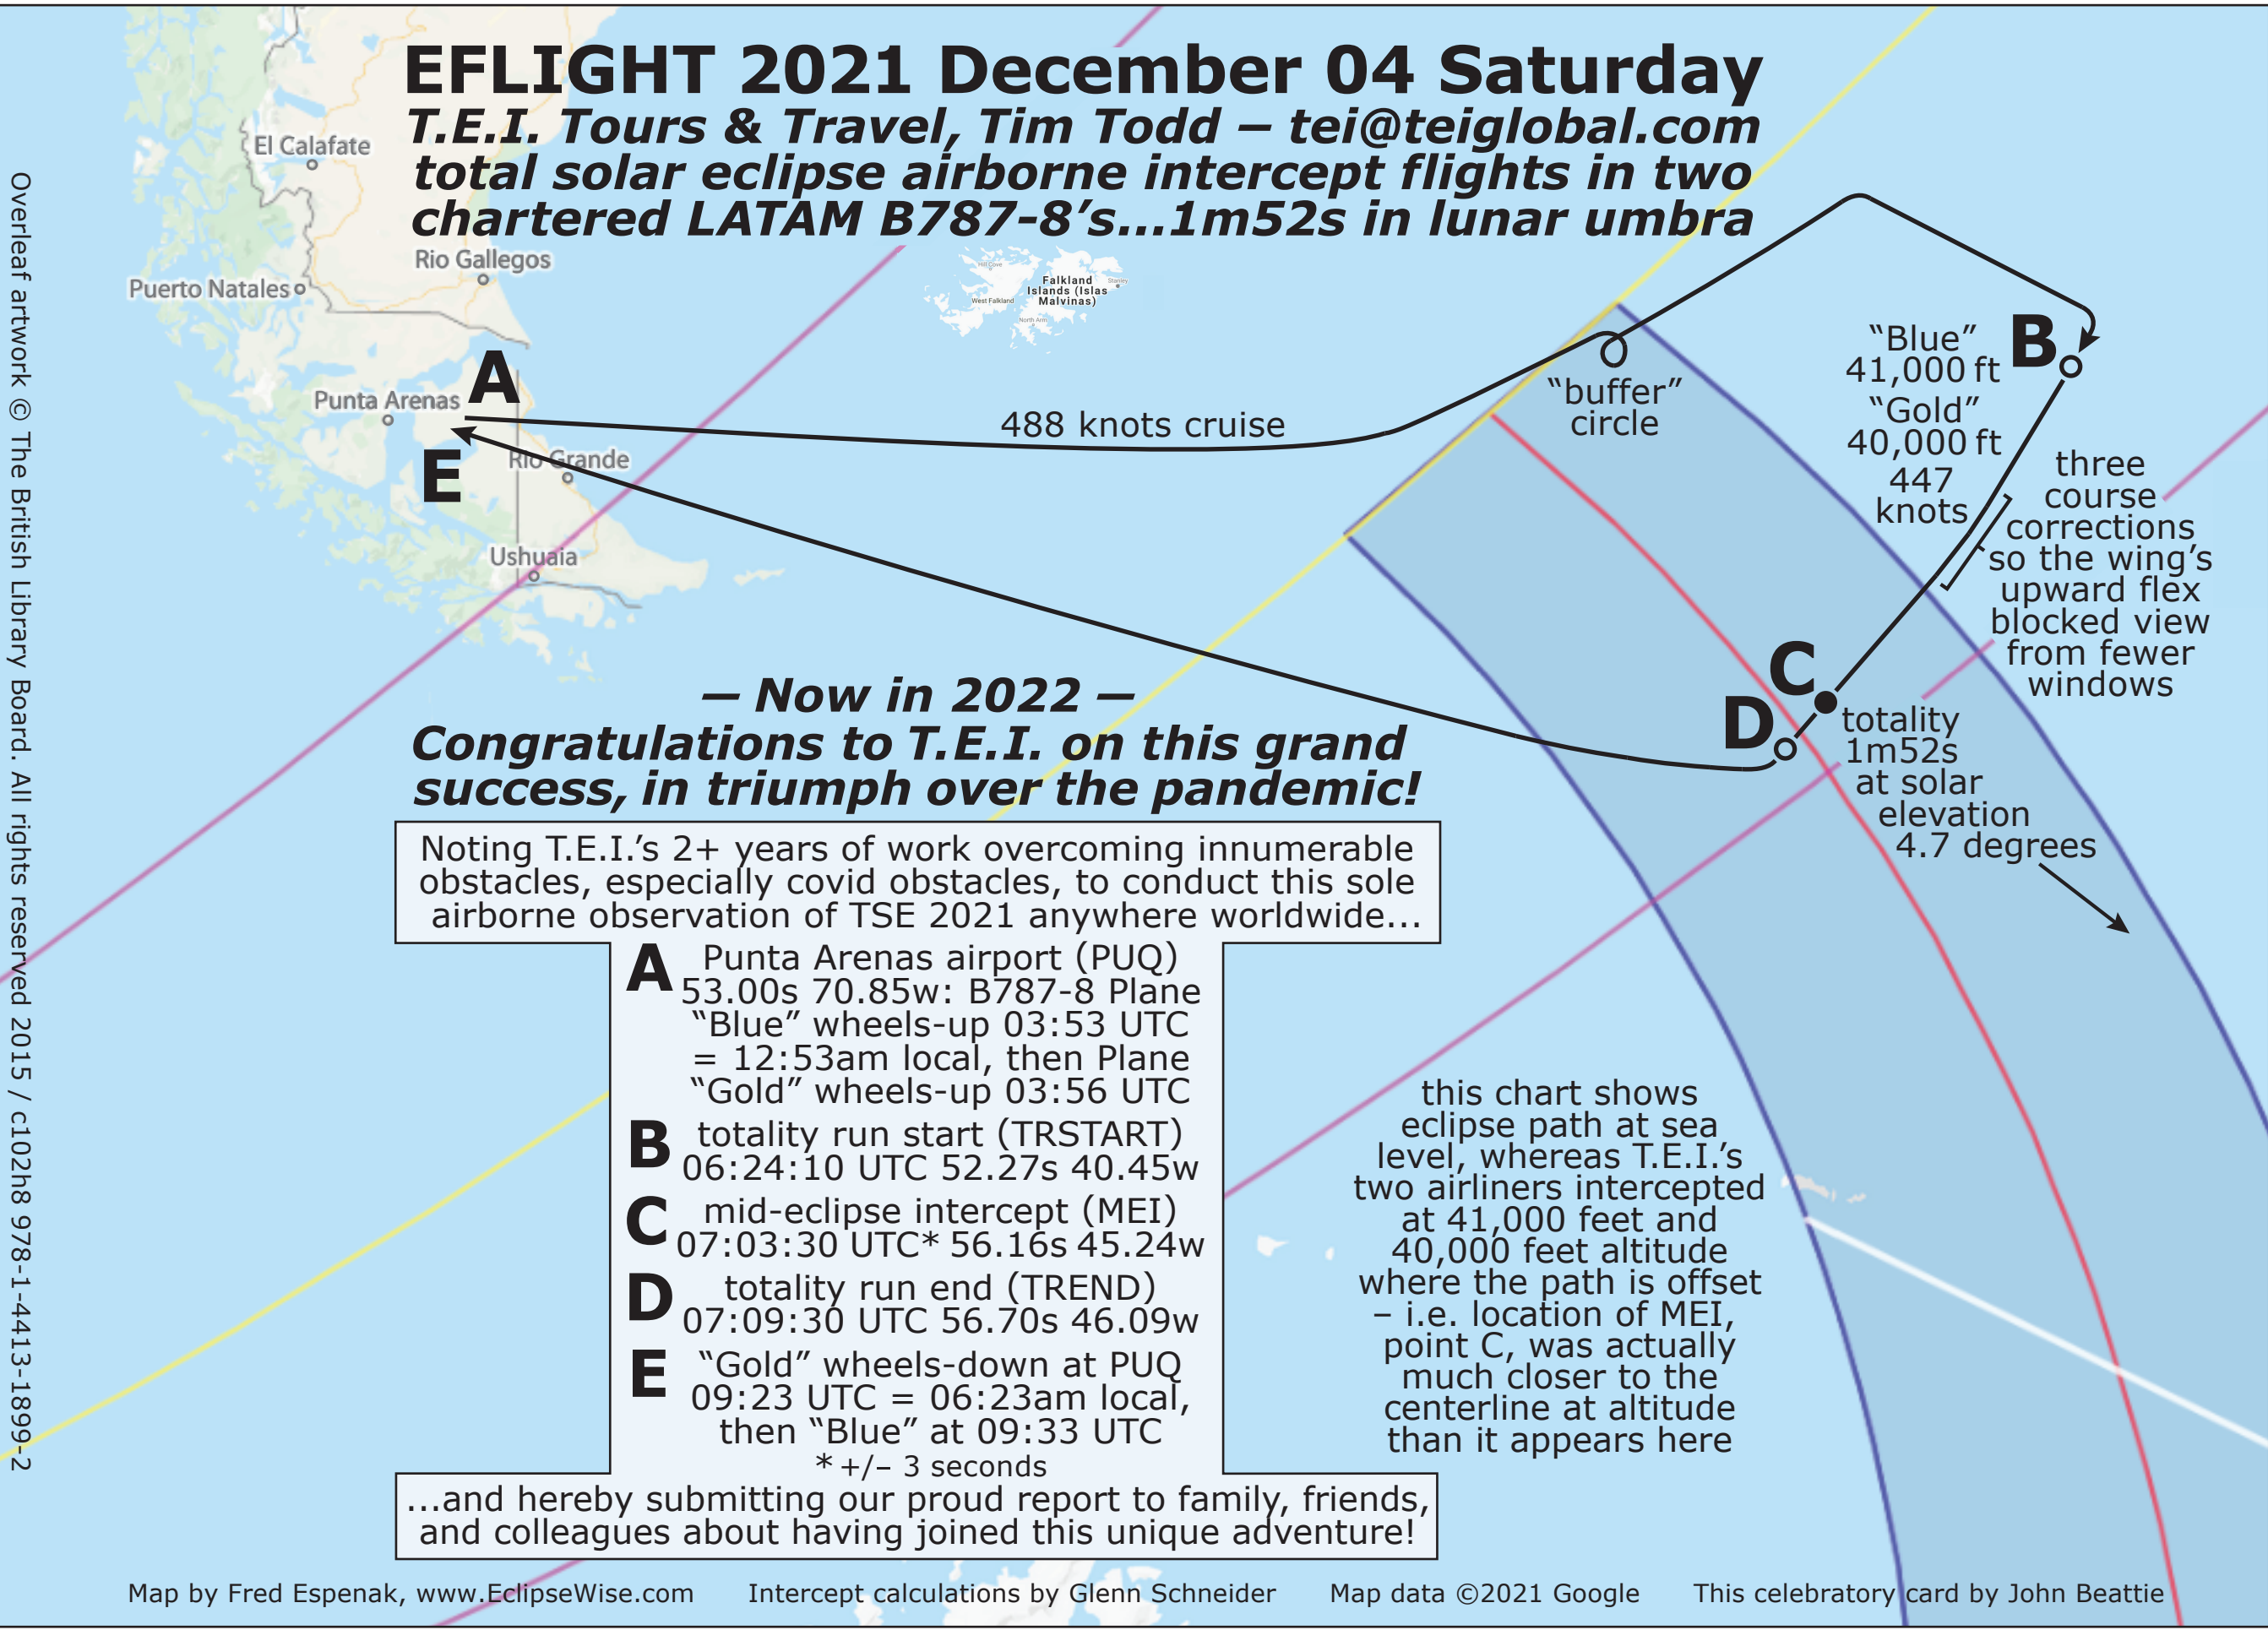 EFLIGHT 2021 December 04 Saturday
T.E.I. Tours & Travel, Tim Todd – tei@teiglobal.com
total solar eclipse airborne intercept flights in two
chartered LATAM B787-8’s...1m52s in lunar umbra
El Calafate
Rio Gallegos
Puerto Natales
Punta Arenas
Rio Grande
Ushuaia
Hill Cove
Falkland
Islands (Islas
Malvinas)
Stanley
West Falkland
North Arm
A
E
488 knots cruise
“buffer”
circle
“Blue”
41,000 ft
“Gold”
40,000 ft
447
knots
B
three
course
corrections
so the wing’s
upward flex
blocked view
from fewer
windows
C
D
totality
1m52s
at solar
elevation
4.7 degrees
— Now in 2022 —
Congratulations to T.E.I. on this grand
success, in triumph over the pandemic!
Noting T.E.I.’s 2+ years of work overcoming innumerable
obstacles, especially covid obstacles, to conduct this sole
airborne observation of TSE 2021 anywhere worldwide...
A Punta Arenas airport (PUQ)
53.00s 70.85w: B787-8 Plane
“Blue” wheels-up 03:53 UTC
= 12:53am local, then Plane
“Gold” wheels-up 03:56 UTC
B totality run start (TRSTART)
06:24:10 UTC 52.27s 40.45w
C mid-eclipse intercept (MEI)
07:03:30 UTC* 56.16s 45.24w
D totality run end (TREND)
07:09:30 UTC 56.70s 46.09w
E “Gold” wheels-down at PUQ
09:23 UTC = 06:23am local,
then “Blue” at 09:33 UTC
* +/– 3 seconds
...and hereby submitting our proud report to family, friends,
and colleagues about having joined this unique adventure!
this chart shows
eclipse path at sea
level, whereas T.E.I.’s
two airliners intercepted
at 41,000 feet and
40,000 feet altitude
where the path is offset
– i.e. location of MEI,
point C, was actually
much closer to the
centerline at altitude
than it appears here
Map by Fred Espenak, www.EclipseWise.com Intercept calculations by Glenn Schneider Map data ©2021 Google This celebratory card by John Beattie
Overleaf artwork © The British Library Board. All rights reserved 2015 / c102h8 978-1-4413-1899-2